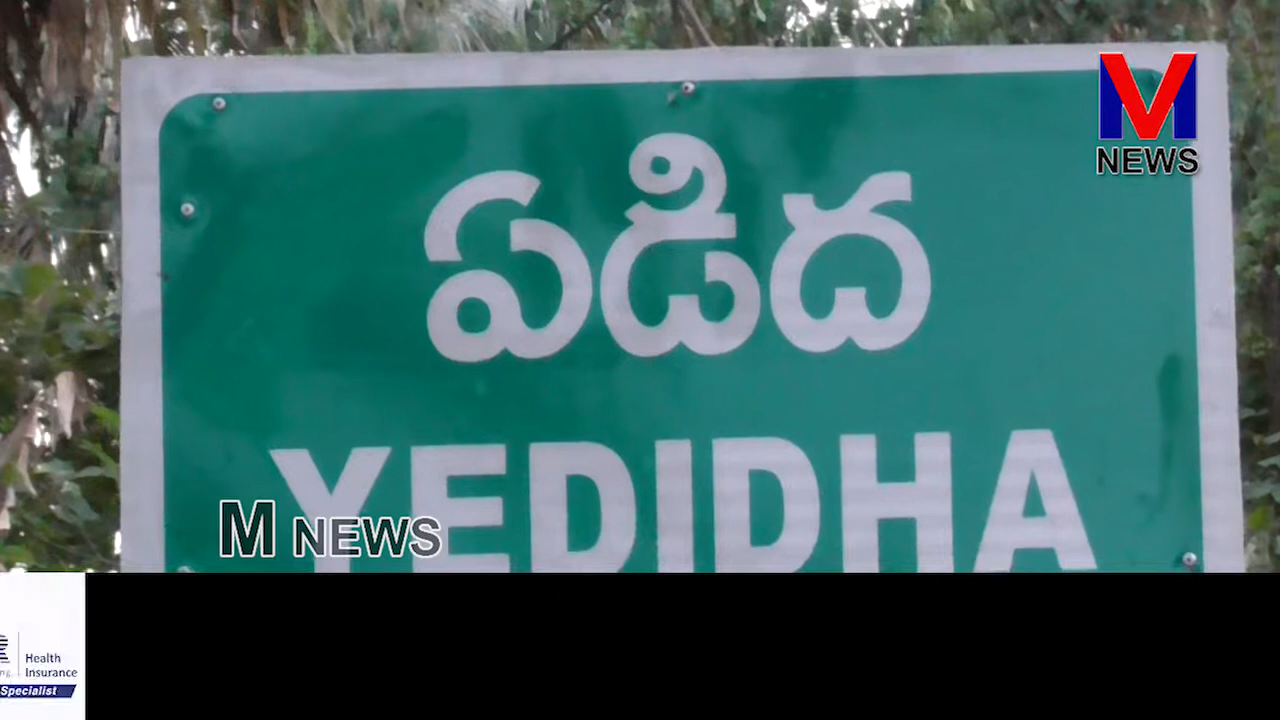 M
NEWS
ఏడిద
YEDIDHA
M NEWS
Health
Insurance
Specialist